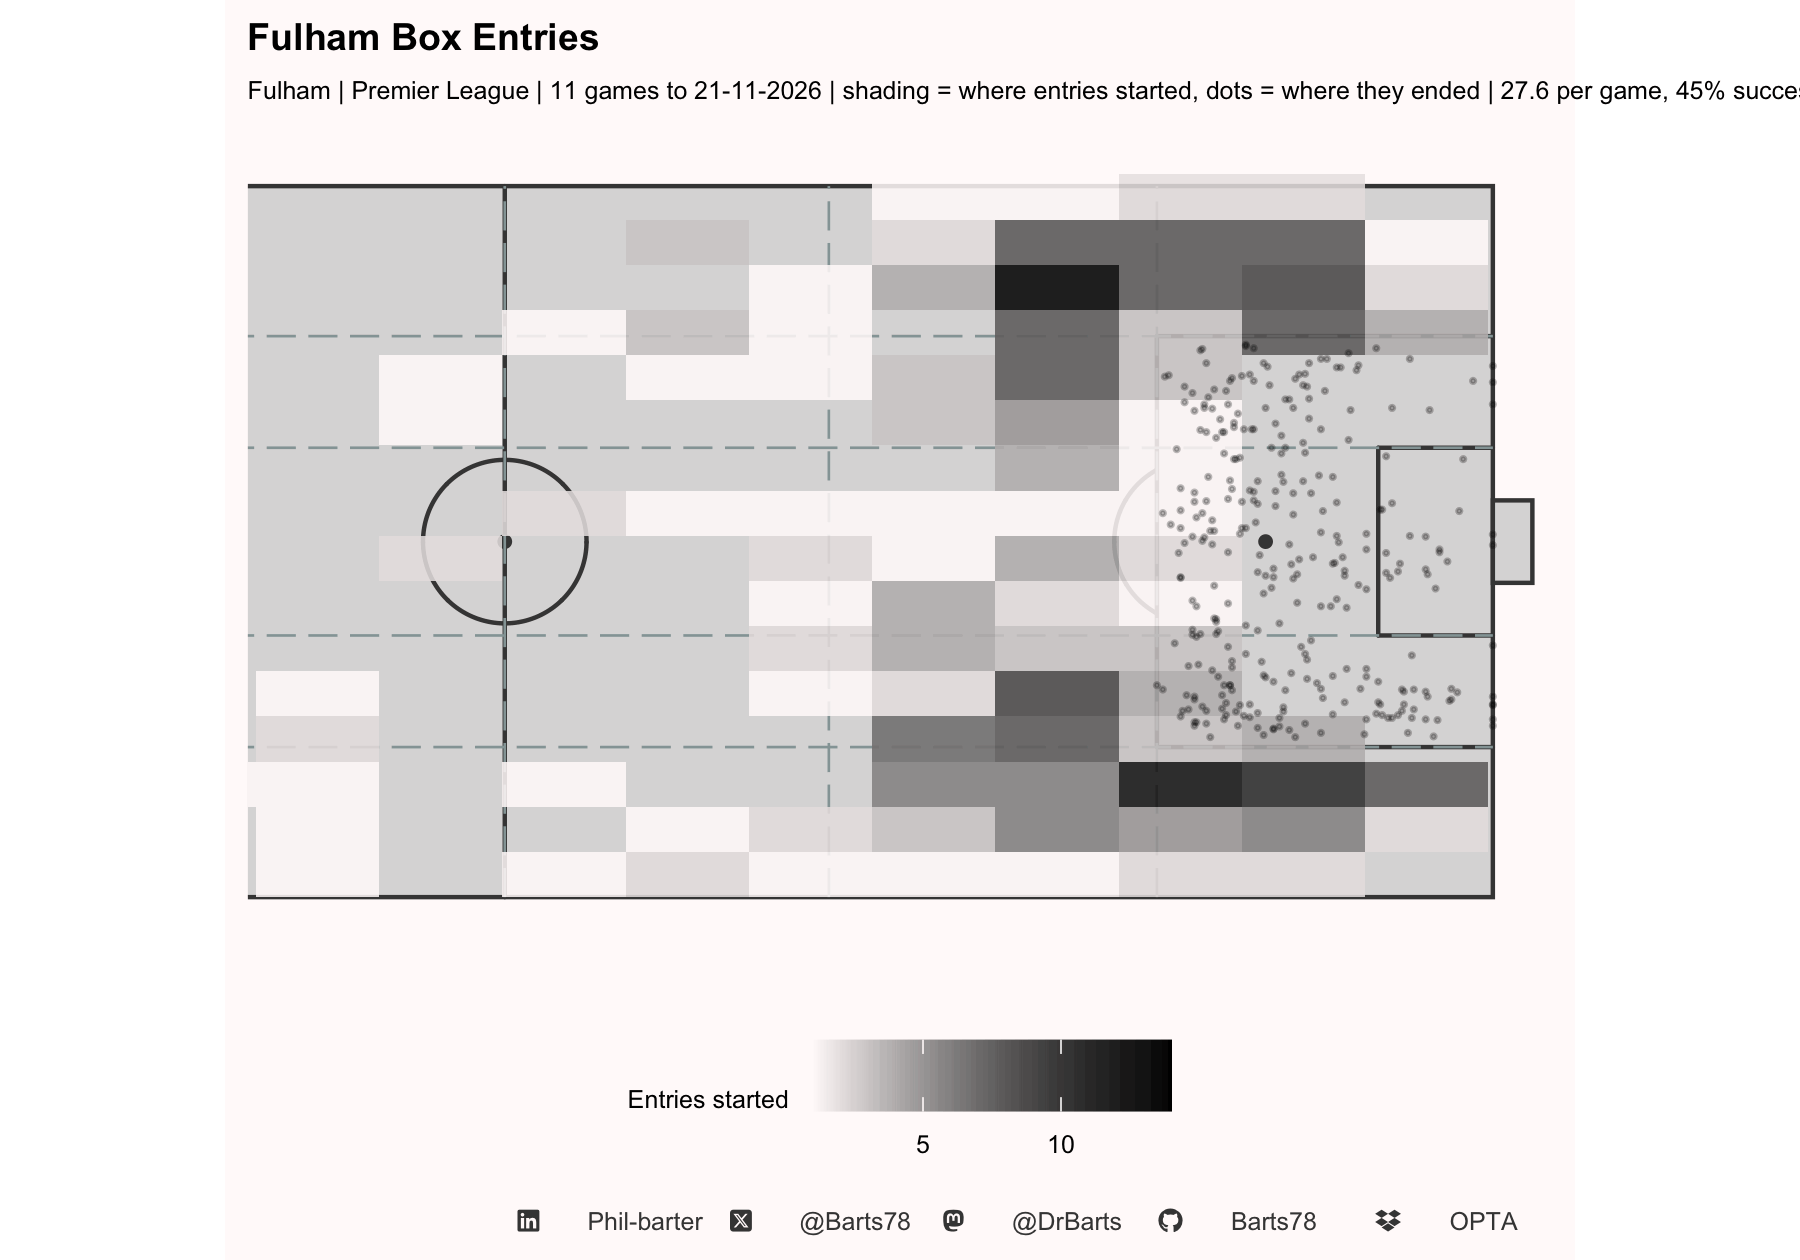 Fulham Box Entries
Fulham | Premier League | 11 games to 21-11-2026 | shading = where entries started, dots = where they ended | 27.6 per game, 45% succes
Entries started
5 10
Phil-barter @Barts78 @DrBarts Barts78 OPTA